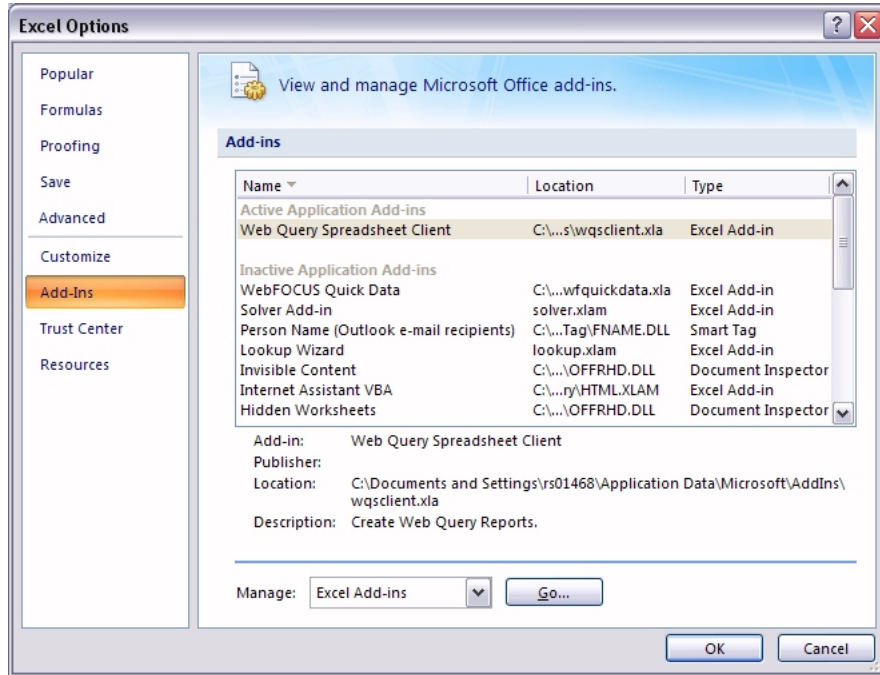 Excel Options
Popular
Formulas
Proofing
Save
Advanced
Customize
Add-Ins
Trust Center
Resources
View and manage Microsoft Office add-ins.
Add-ins
Name Location Type
Active Application Add-ins
Web Query Spreadsheet Client C:\...s\wqsclient.xla Excel Add-in
Inactive Application Add-ins
WebFOCUS Quick Data C:\...wfquickdata.xla Excel Add-in
Solver Add-in solver.xlam Excel Add-in
Person Name (Outlook e-mail recipients) C:\...Tag\FNAME.DLL Smart Tag
Lookup Wizard lookup.xlam Excel Add-in
Invisible Content C:\...\OFFRHD.DLL Document Inspector
Internet Assistant VBA C:\...ry\HTML.XLAM Excel Add-in
Hidden Worksheets C:\...\OFFRHD.DLL Document Inspector
Add-in: Web Query Spreadsheet Client
Publisher:
Location: C:\Documents and Settings\rs01468\Application Data\Microsoft\AddIns\
wqsclient.xla
Description: Create Web Query Reports.
Manage: Excel Add-ins Go...
OK Cancel